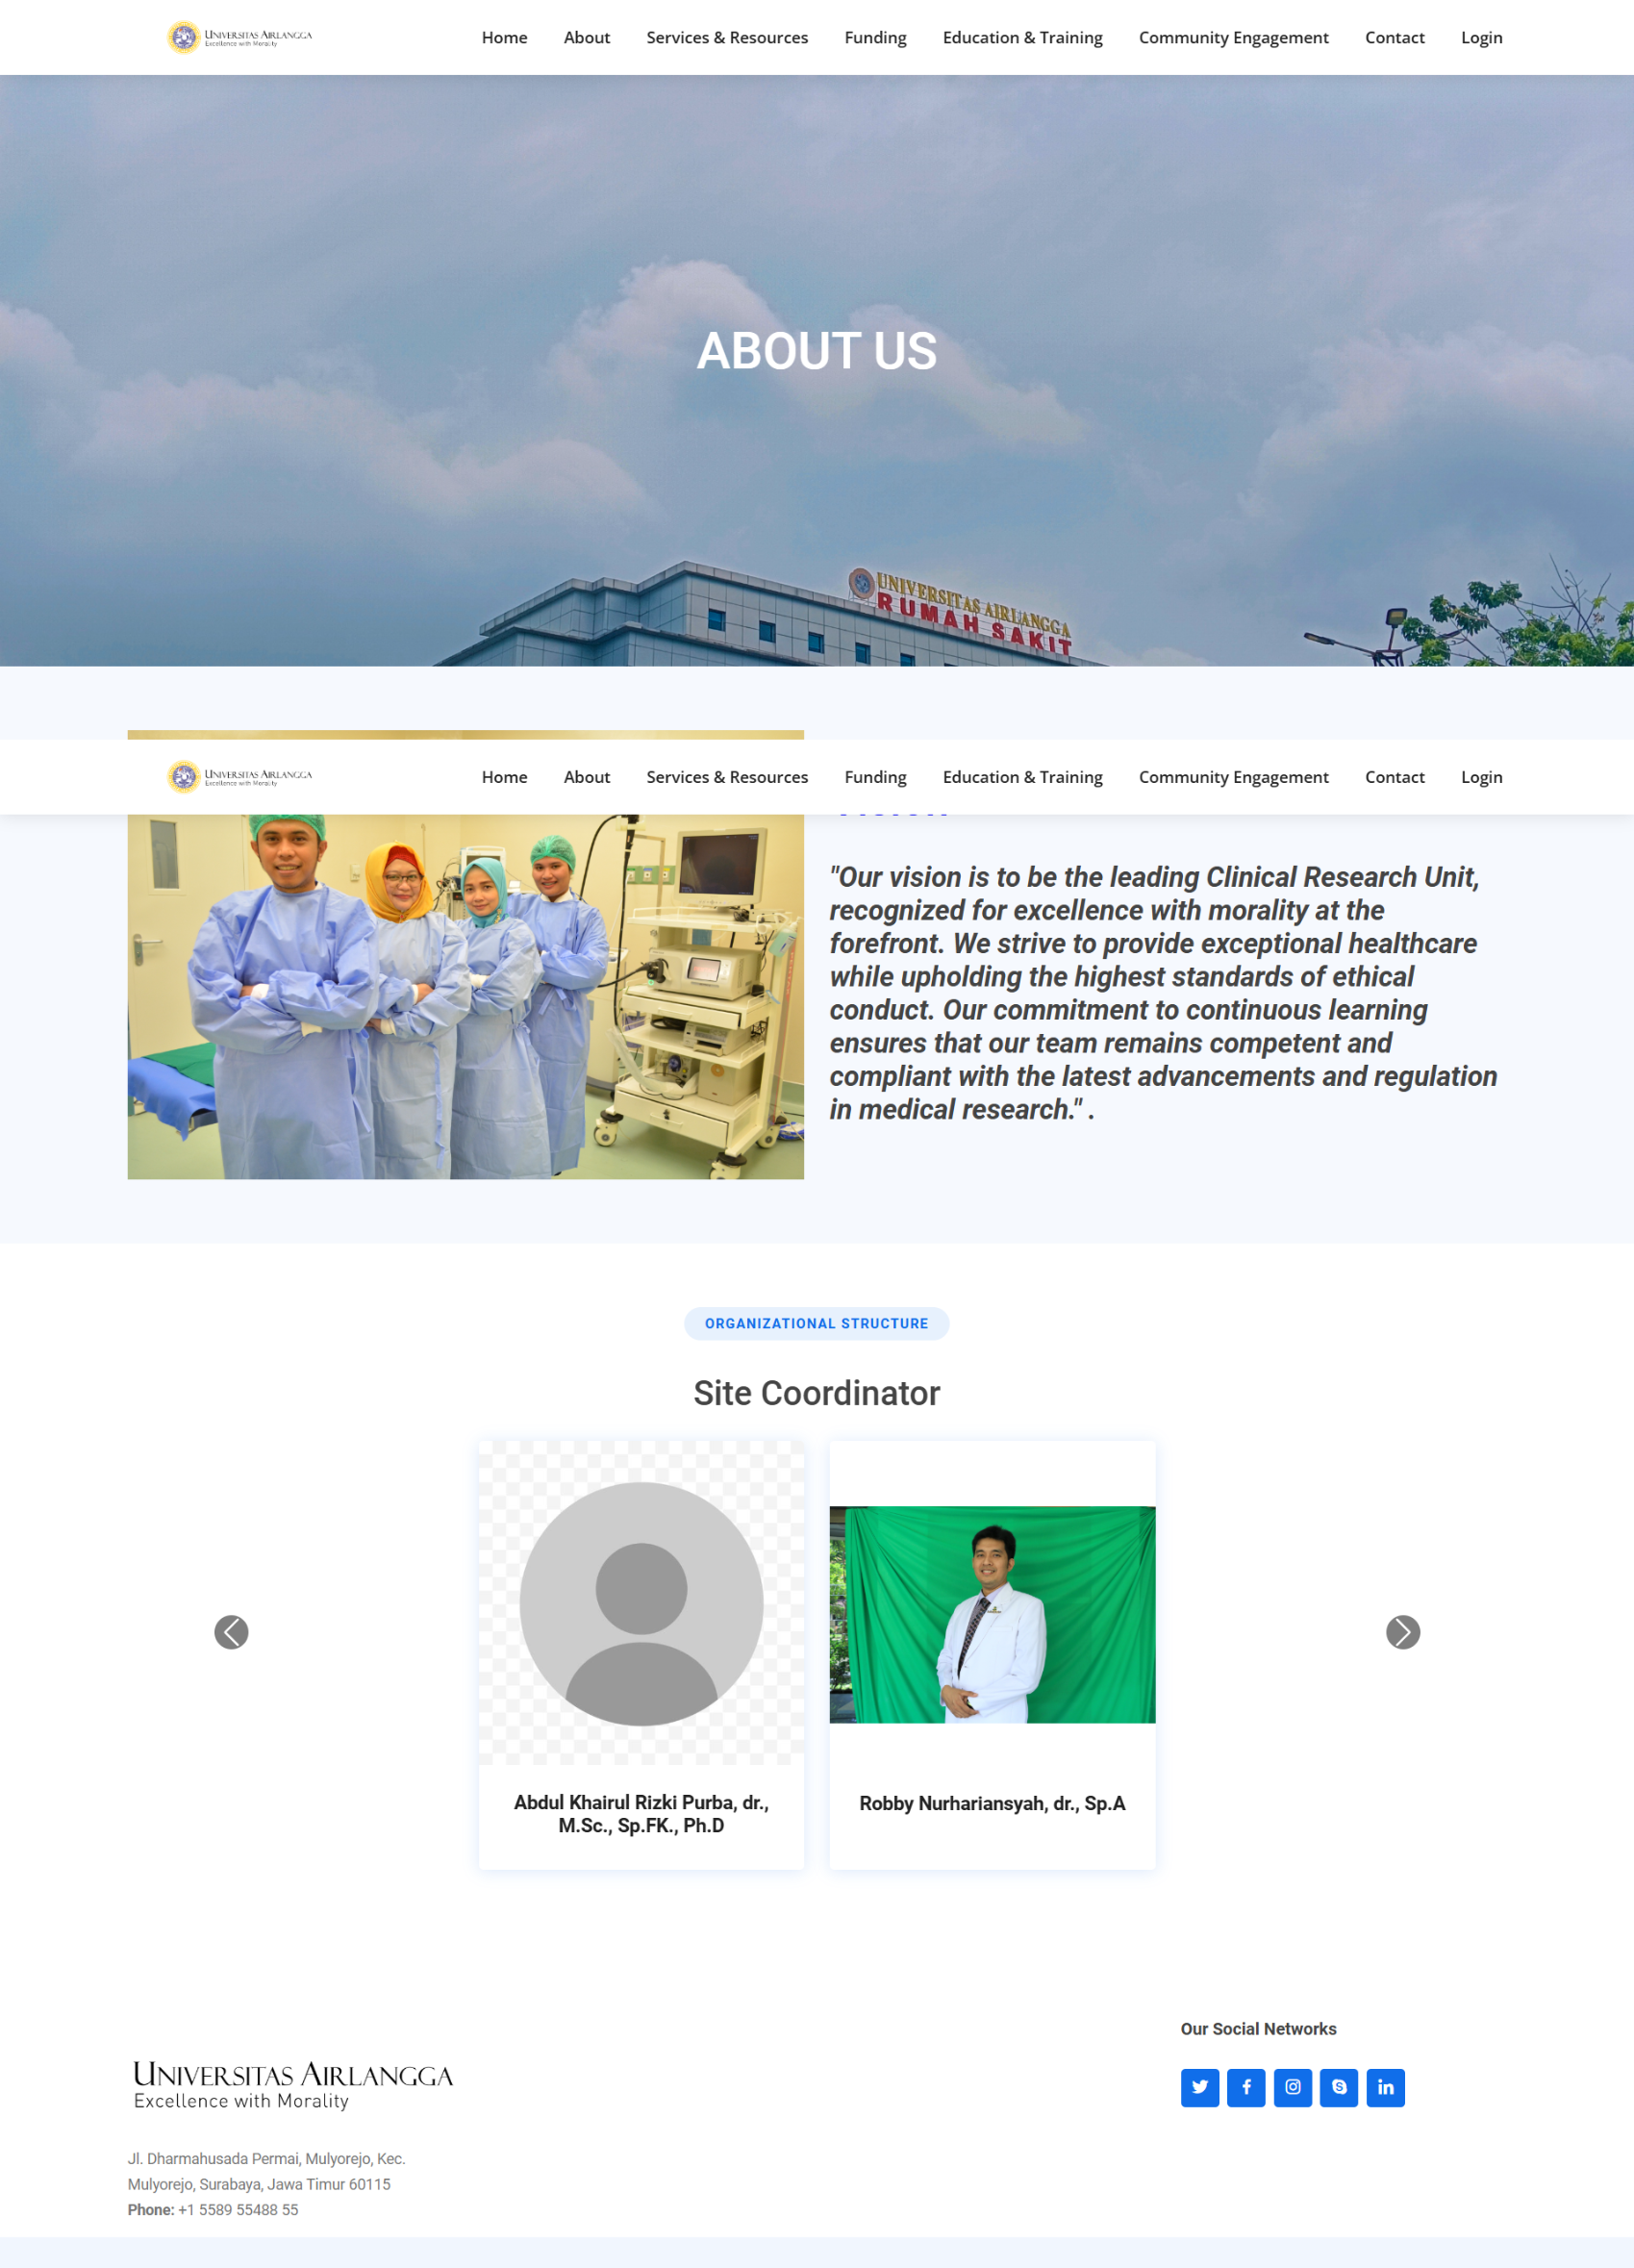 UNIVERSITAS AIRLANGGA
Excellence with Morality
Home About Services & Resources Funding Education & Training Community Engagement Contact Login
ABOUT US
UNIVERSITAS AIRLANGGA
RUMAH SAKIT
UNIVERSITAS AIRLANGGA
Excellence with Morality
Home About Services & Resources Funding Education & Training Community Engagement Contact Login
"Our vision is to be the leading Clinical Research Unit,
recognized for excellence with morality at the
forefront. We strive to provide exceptional healthcare
while upholding the highest standards of ethical
conduct. Our commitment to continuous learning
ensures that our team remains competent and
compliant with the latest advancements and regulation
in medical research." .
ORGANIZATIONAL STRUCTURE
Site Coordinator
Abdul Khairul Rizki Purba, dr.,
M.Sc., Sp.FK., Ph.D
Robby Nurhariansyah, dr., Sp.A
Our Social Networks
UNIVERSITAS AIRLANGGA
Excellence with Morality
Jl. Dharmahusada Permai, Mulyorejo, Kec.
Mulyorejo, Surabaya, Jawa Timur 60115
Phone: +1 5589 55488 55